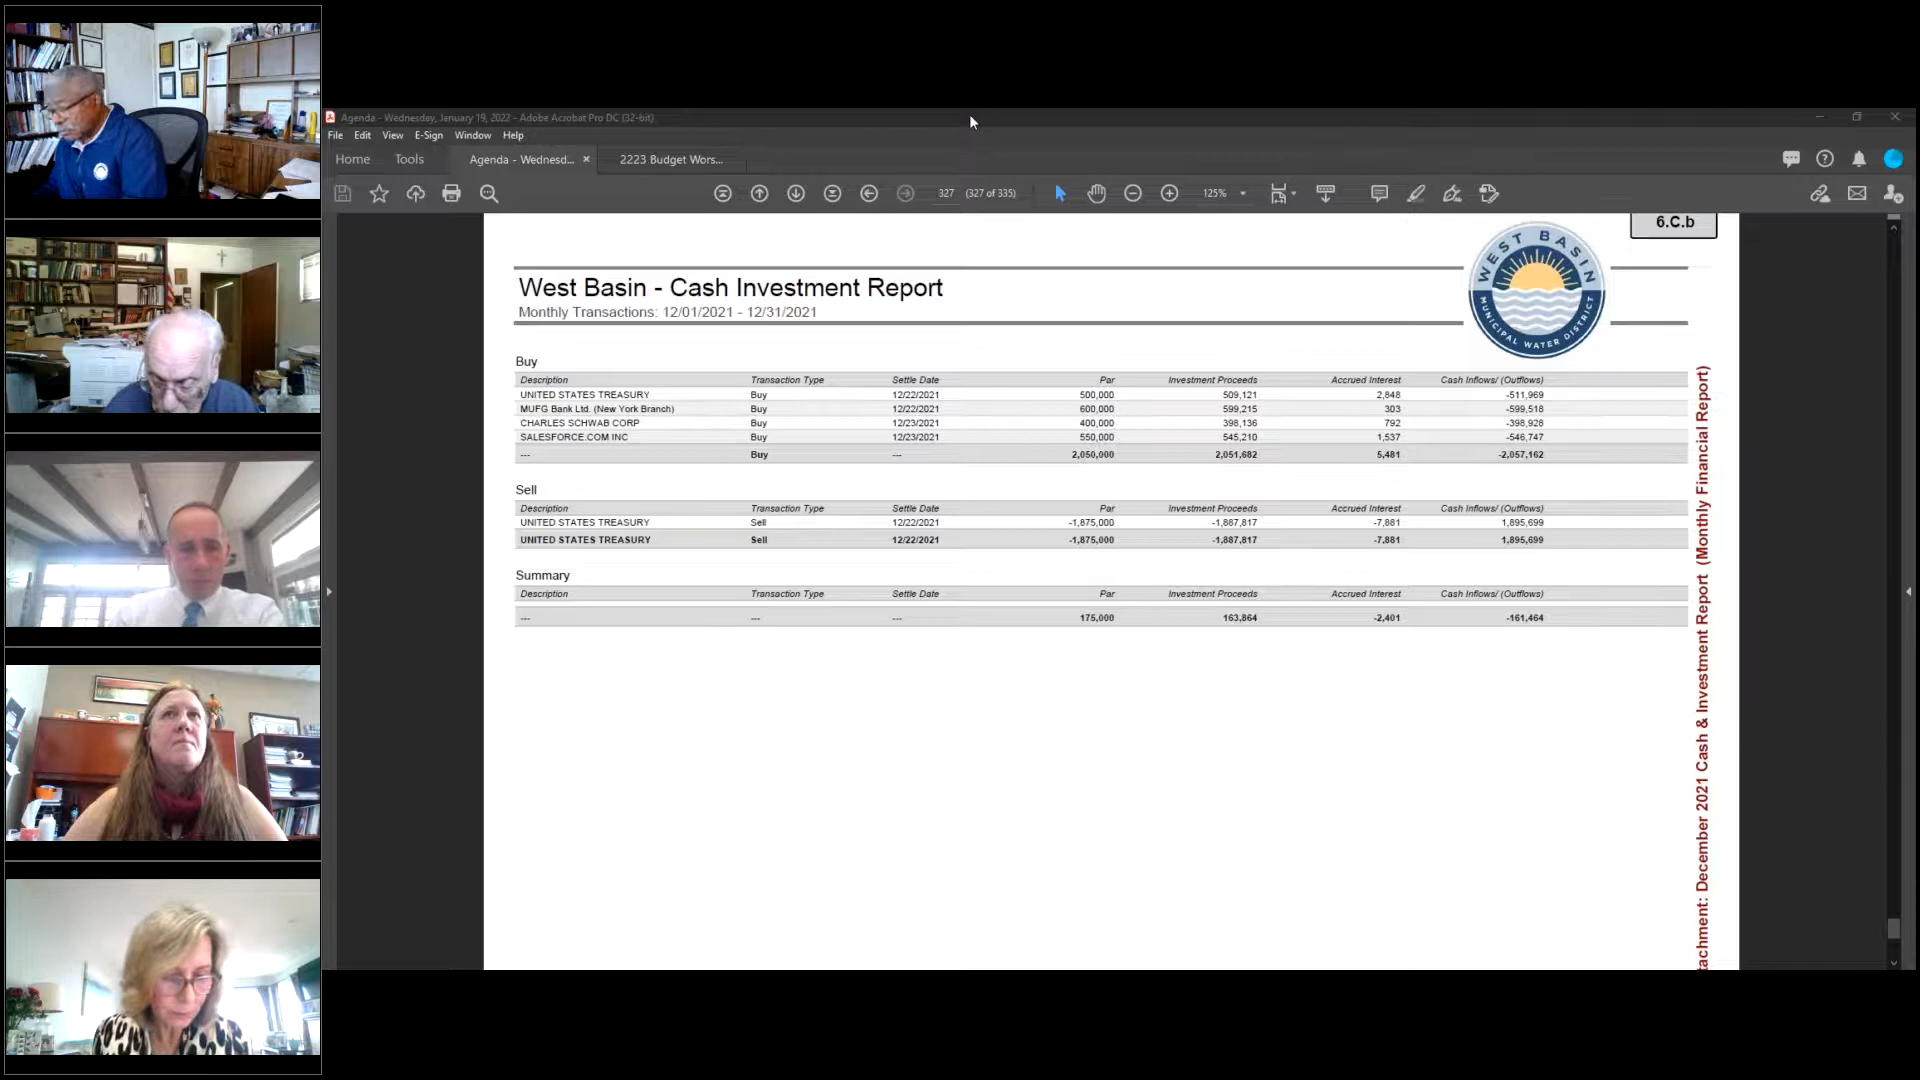 Agenda - Wednesday, January 19, 2022 - Adobe Acrobat Pro DC (32-bit)
File Edit View E-Sign Window Help
Home Tools Agenda - Wednesd... × 2223 Budget Wors...
327 (327 of 335) 125%
6.C.b
WEST BASIN
MUNICIPAL WATER DISTRICT
West Basin - Cash Investment Report
Monthly Transactions: 12/01/2021 - 12/31/2021
Buy
Description Transaction Type Settle Date Par Investment Proceeds Accrued Interest Cash Inflows/ (Outflows)
UNITED STATES TREASURY Buy 12/22/2021 500,000 509,121 2,848 -511,969
MUFG Bank Ltd. (New York Branch) Buy 12/22/2021 600,000 599,215 303 -599,518
CHARLES SCHWAB CORP Buy 12/23/2021 400,000 398,136 792 -398,928
SALESFORCE.COM INC Buy 12/23/2021 550,000 545,210 1,537 -546,747
--- Buy --- 2,050,000 2,051,682 5,481 -2,057,162
Sell
Description Transaction Type Settle Date Par Investment Proceeds Accrued Interest Cash Inflows/ (Outflows)
UNITED STATES TREASURY Sell 12/22/2021 -1,875,000 -1,887,817 -7,881 1,895,699
UNITED STATES TREASURY Sell 12/22/2021 -1,875,000 -1,887,817 -7,881 1,895,699
Summary
Description Transaction Type Settle Date Par Investment Proceeds Accrued Interest Cash Inflows/ (Outflows)
--- --- --- 175,000 163,864 -2,401 -161,464
tachment: December 2021 Cash & Investment Report (Monthly Financial Report)